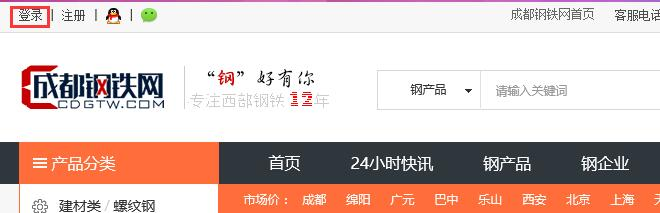 登录 | 注册 | |
成都钢铁网首页 客服电话
成都钢铁网
CDGTW.COM
“钢”好有你
专注西部钢铁12年
钢产品 请输入关键词
产品分类 首页 24小时快讯 钢产品 钢企业
建材类 / 螺纹钢
市场价： 成都 绵阳 广元 巴中 乐山 西安 北京 上海